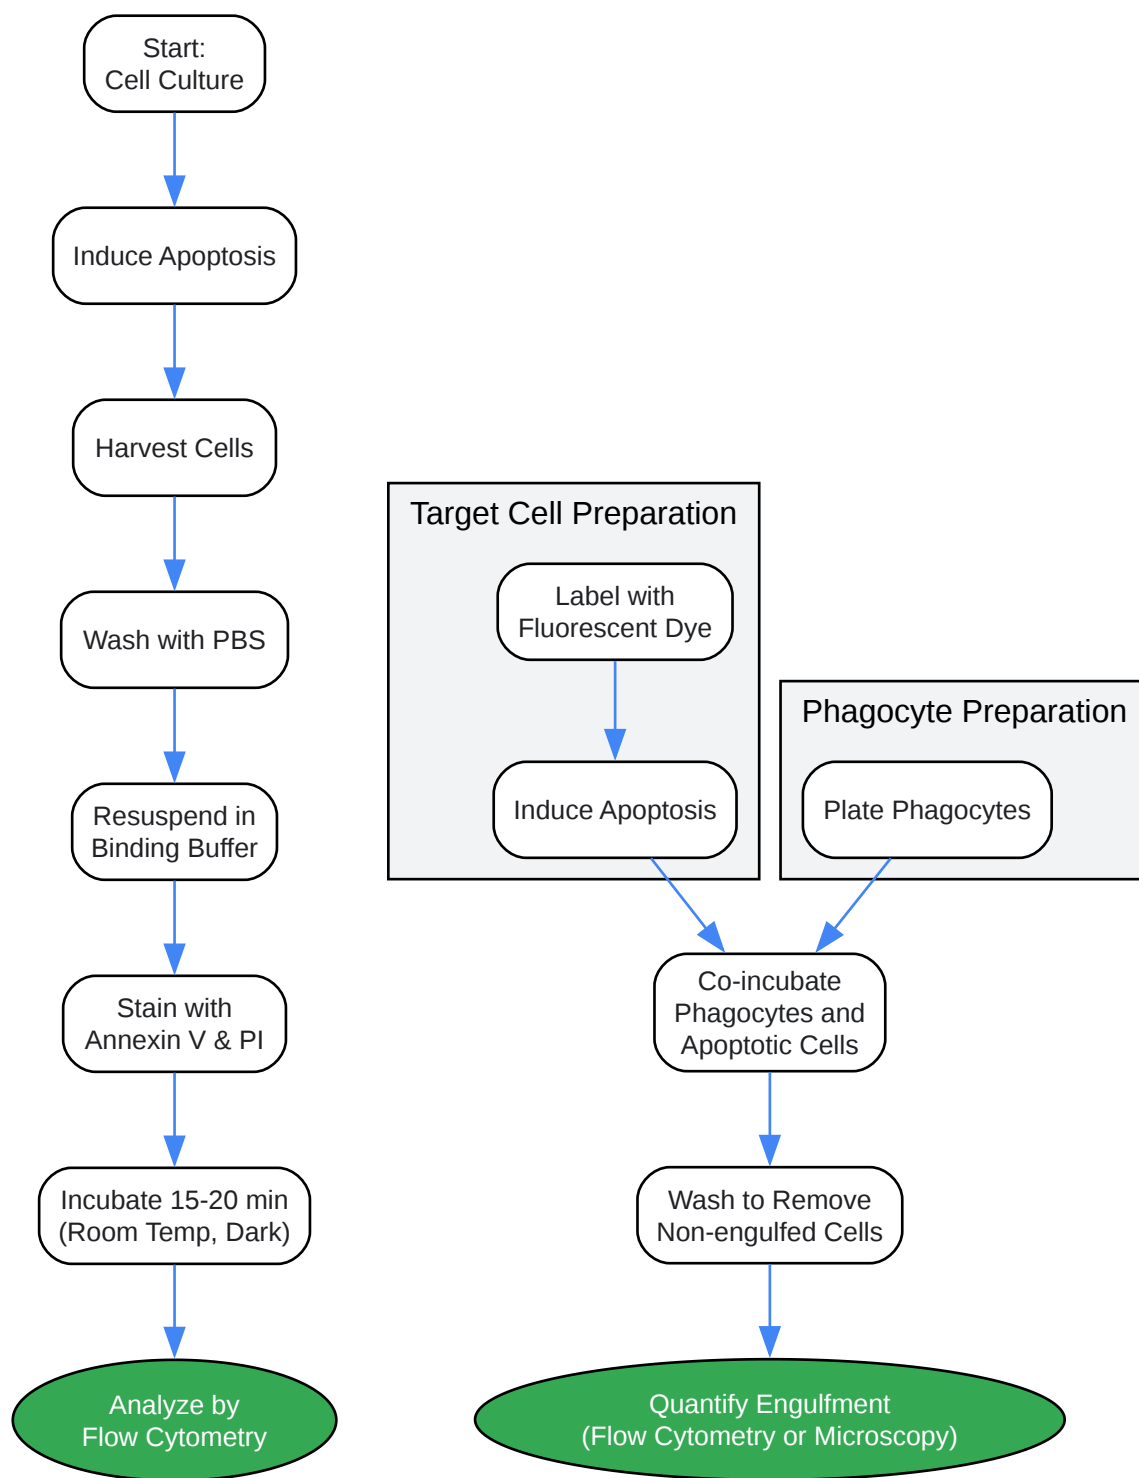 Start:
Cell Culture
Induce Apoptosis
Harvest Cells
Wash with PBS
Resuspend in
Binding Buffer
Stain with
Annexin V & PI
Incubate 15-20 min
(Room Temp, Dark)
Analyze by
Flow Cytometry
Target Cell Preparation
Label with
Fluorescent Dye
Induce Apoptosis
Phagocyte Preparation
Plate Phagocytes
Co-incubate
Phagocytes and
Apoptotic Cells
Wash to Remove
Non-engulfed Cells
Quantify Engulfment
(Flow Cytometry or Microscopy)